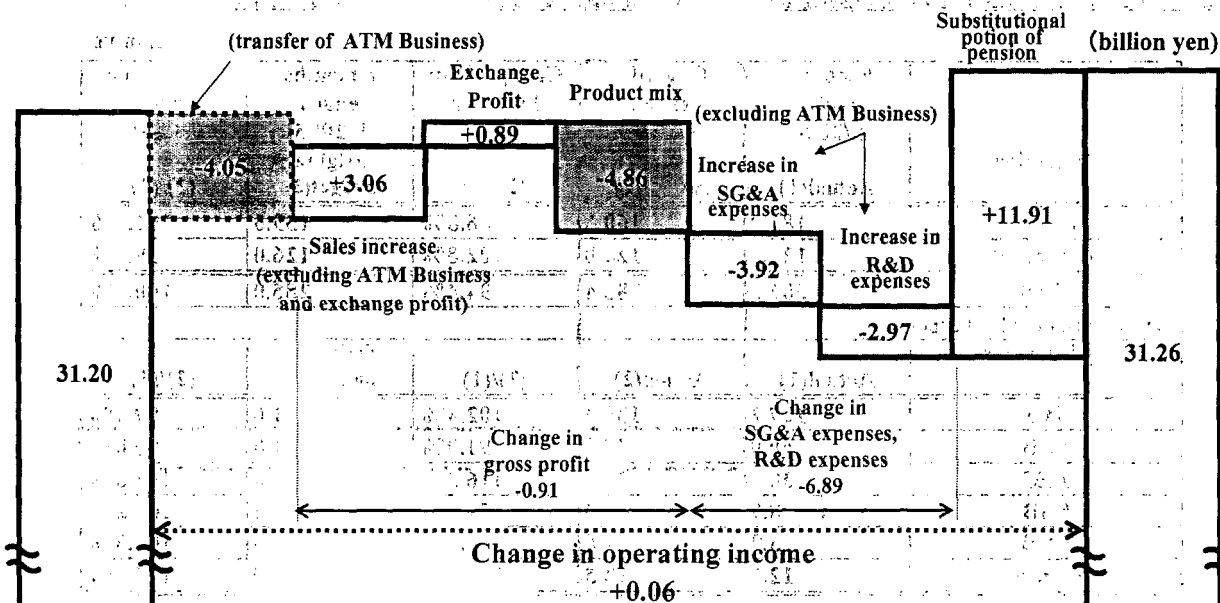 Substitutional
potion of
pension
(billion yen)
(transfer of ATM Business)
Exchange
Profit
Product mix
(excluding ATM Business)
+0.89
-4.05
+3.06
-4.86
Increase in
SG&A
expenses
+11.91
Sales increase
(excluding ATM Business
and exchange profit)
-3.92
Increase in
R&D
expenses
-2.97
31.20
31.26
Change in
gross profit
-0.91
Change in
SG&A expenses,
R&D expenses
-6.89
Change in operating income
+0.06